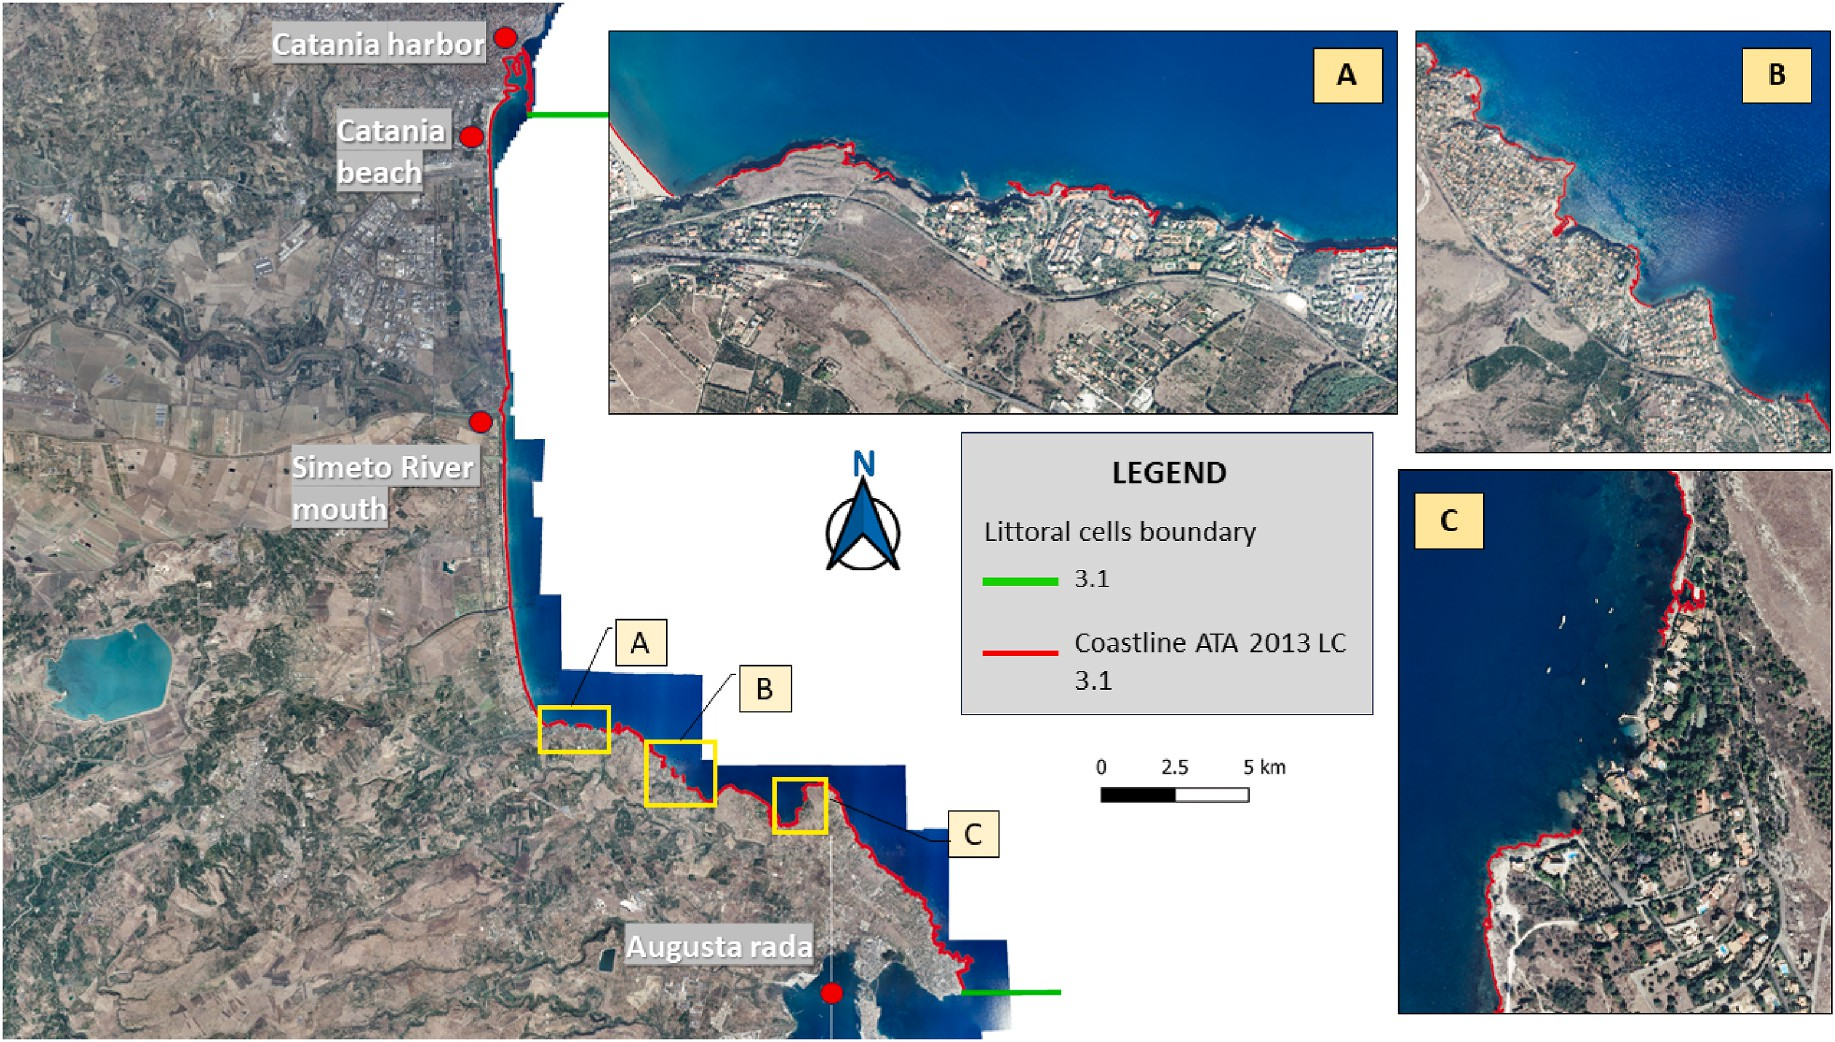 Catania harbor
Catania
beach
Simeto River
mouth
A
B
C
Augusta rada
A
B
C
N
LEGEND
Littoral cells boundary
3.1
Coastline ATA 2013 LC
3.1
0 2.5 5 km